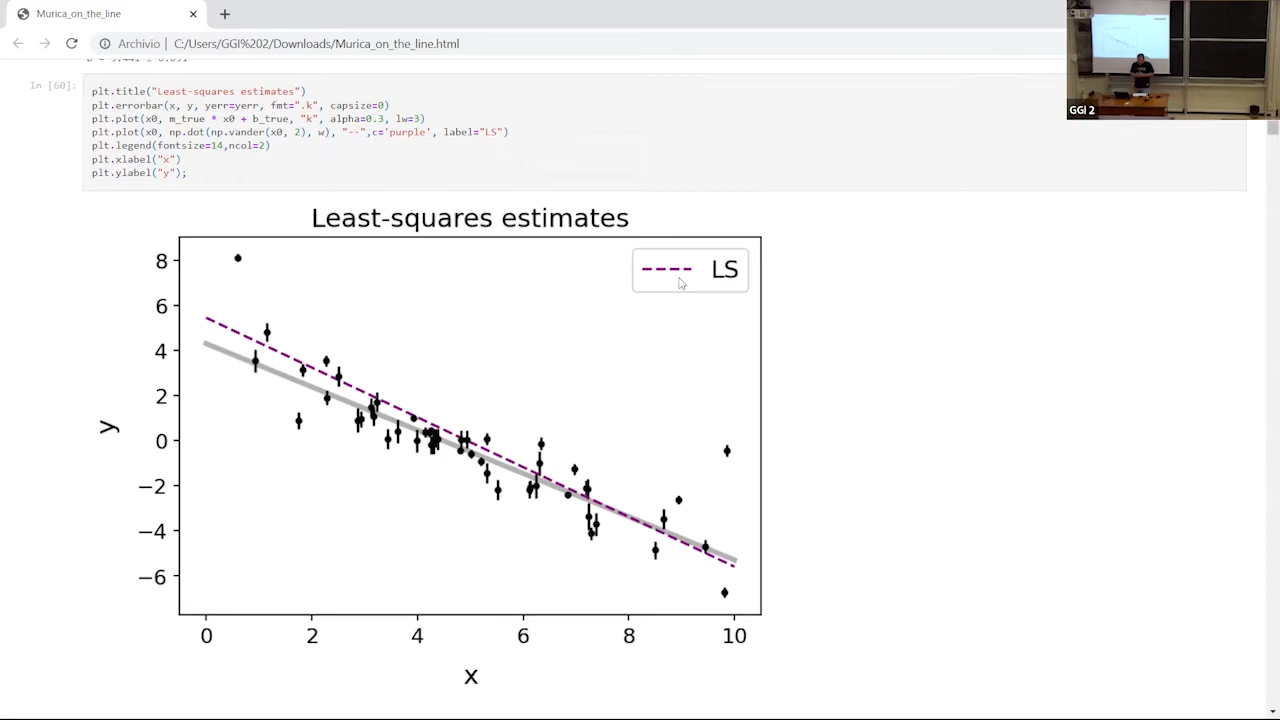 Murica_on_the_line
Archivio | C:/Users/GGI%202/Downloads/Murica_on_the_line.html
In [60]:
plt.title("Least-squares estimates")
plt.errorbar(x, y, yerr=yerr, fmt=".k", capsize=0)
plt.plot(x0, m_true * x0 + b_true, "k", alpha=0.3, lw=3)
plt.plot(x0, np.dot(np.vander(x0, 2), w), "--",c='purple', label="LS")
plt.legend(fontsize=14,ncol=2)
plt.xlabel("x")
plt.ylabel("y");
GGI 2
Least-squares estimates
LS
8
6
4
2
0
−2
−4
−6
y
0 2 4 6 8 10
x